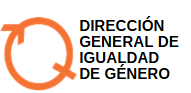 DIRECCIÓN
GENERAL DE
IGUALDAD
DE GÉNERO